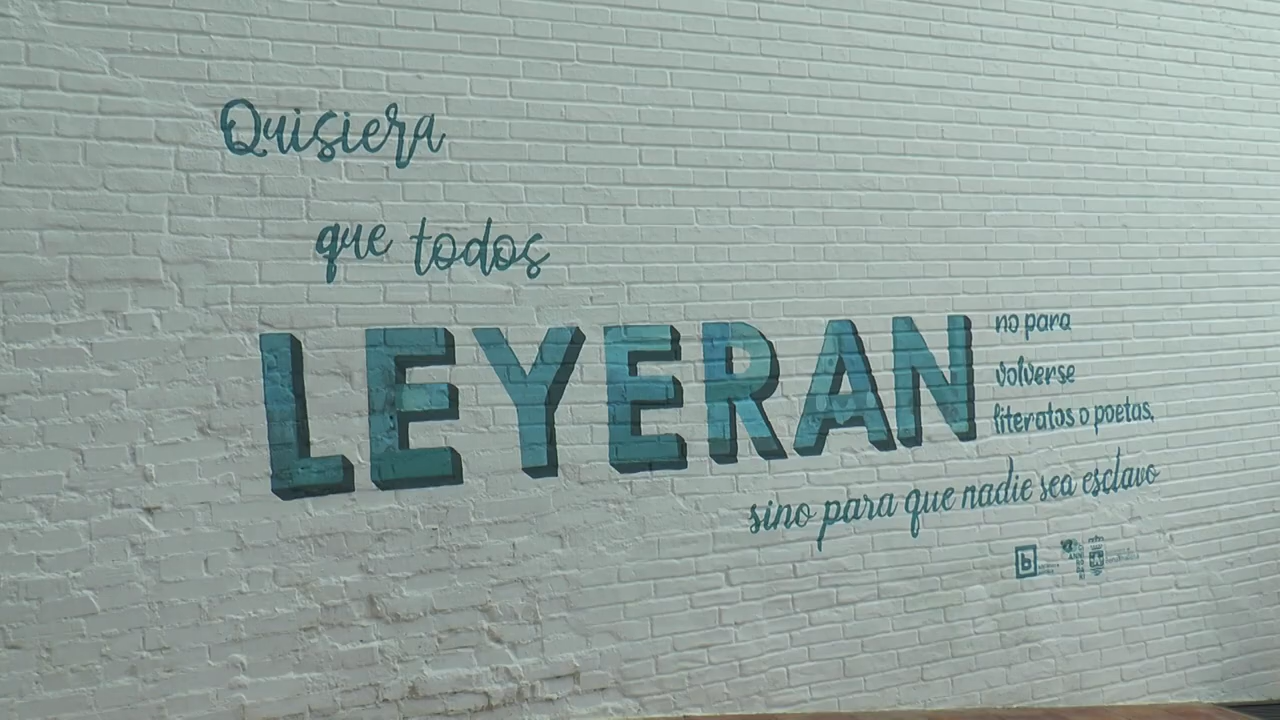 Quisiera
que todos
LEYERAN
no para
volverse
literatos o poetas,
sino para que nadie sea esclavo
b